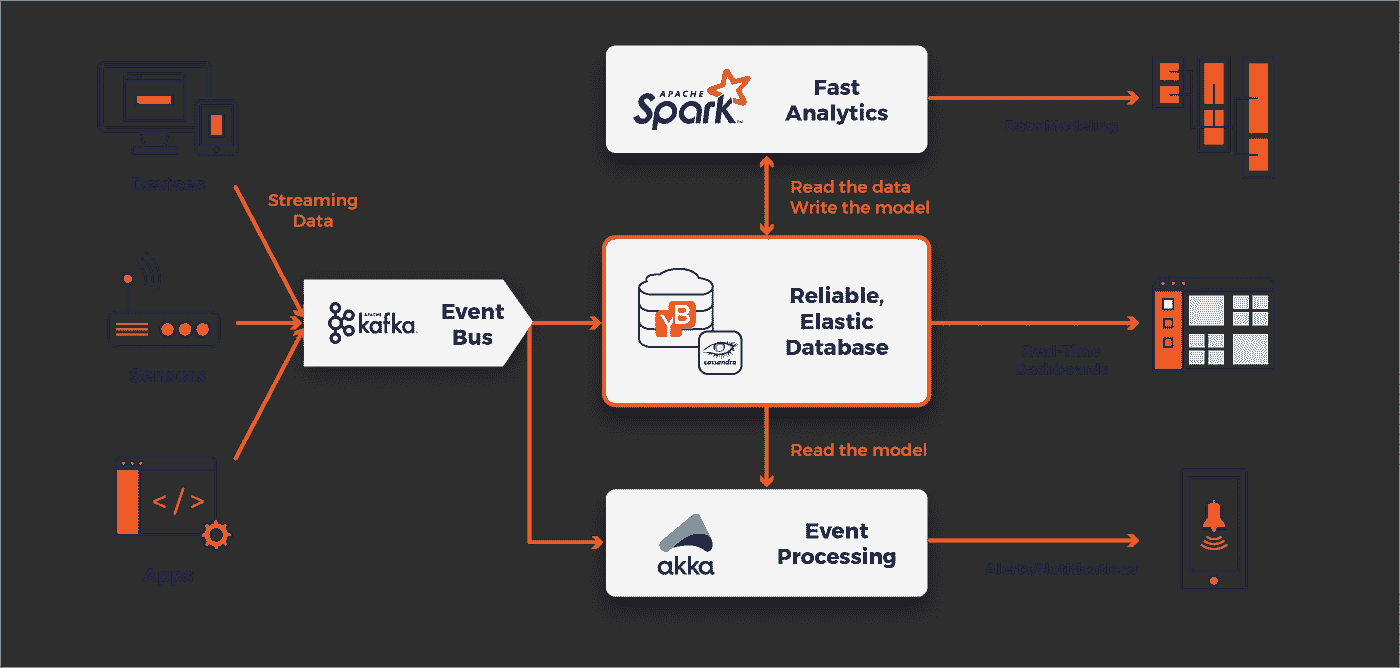 APACHE
Spark
Fast
Analytics
Data Modelling
Devices
Streaming
Data
Read the data
Write the model
APACHE
kafka
Event
Bus
YB
cassandra
Reliable,
Elastic
Database
Sensors
Real-Time
Dashboards
Read the model
</>
Apps
akka
Event
Processing
Alerts/Notifications